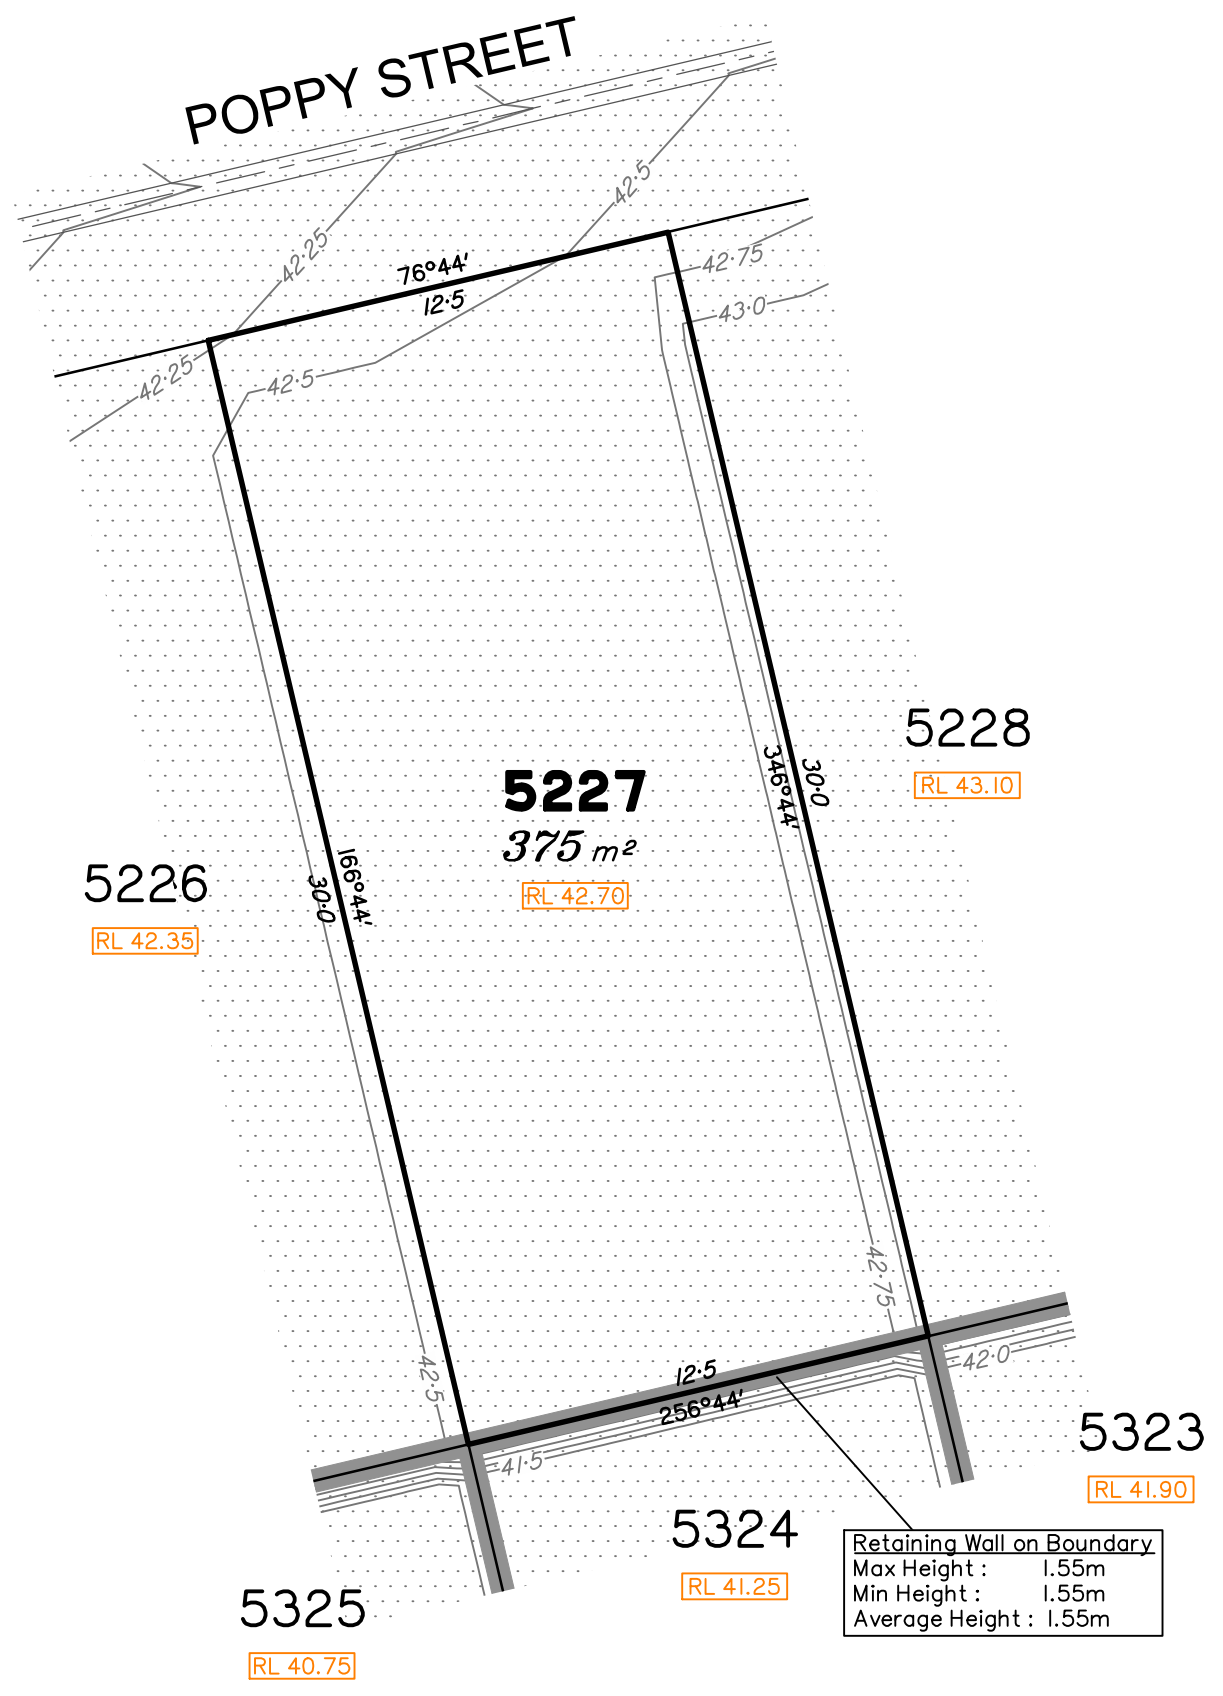 POPPY STREET
42·5
42·25
76°44'
12·5
42·75
43·0
42·25
42·5
5228
RL 43.10
346°44'
30·0
5227
375 m²
RL 42.70
5226
RL 42.35
166°44'
30·0
42·75
42·5
12·5
256°44'
42·0
41·5
5323
RL 41.90
5324
RL 41.25
Retaining Wall on Boundary
Max Height : 1.55m
Min Height : 1.55m
Average Height : 1.55m
5325
RL 40.75